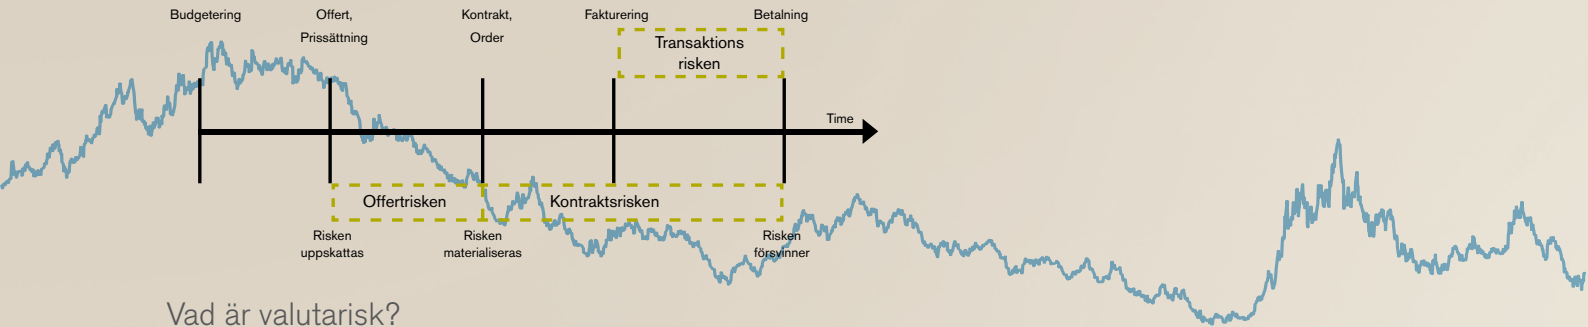 Budgetering
Offert,
Prissättning
Kontrakt,
Order
Fakturering
Betalning
Transaktions
risken
Time
Offertrisken
Kontraktsrisken
Risken
uppskattas
Risken
materialiseras
Risken
försvinner
Vad är valutarisk?